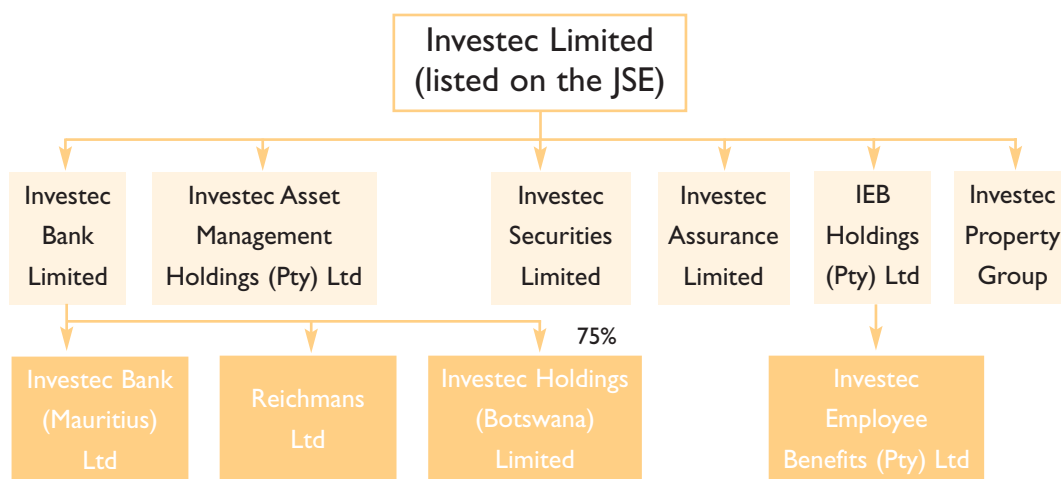 Investec Limited
(listed on the JSE)
Investec
Bank
Limited
Investec Asset
Management
Holdings (Pty) Ltd
Investec
Securities
Limited
Investec
Assurance
Limited
IEB
Holdings
(Pty) Ltd
Investec
Property
Group
75%
Investec Bank
(Mauritius)
Ltd
Reichmans
Ltd
Investec Holdings
(Botswana)
Limited
Investec
Employee
Benefits (Pty) Ltd